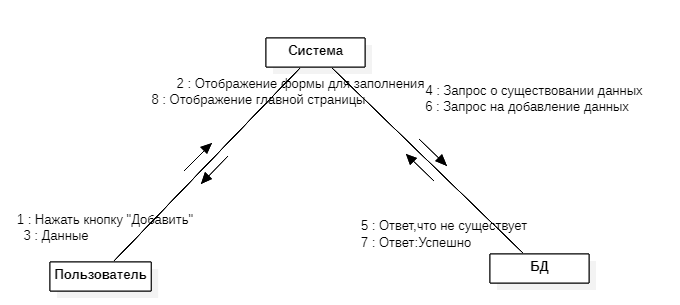 Система
2 : Отображение формы для заполнения
8 : Отображение главной страницы
4 : Запрос о существовании данных
6 : Запрос на добавление данных
1 : Нажать кнопку "Добавить"
3 : Данные
5 : Ответ,что не существует
7 : Ответ:Успешно
Пользователь
БД